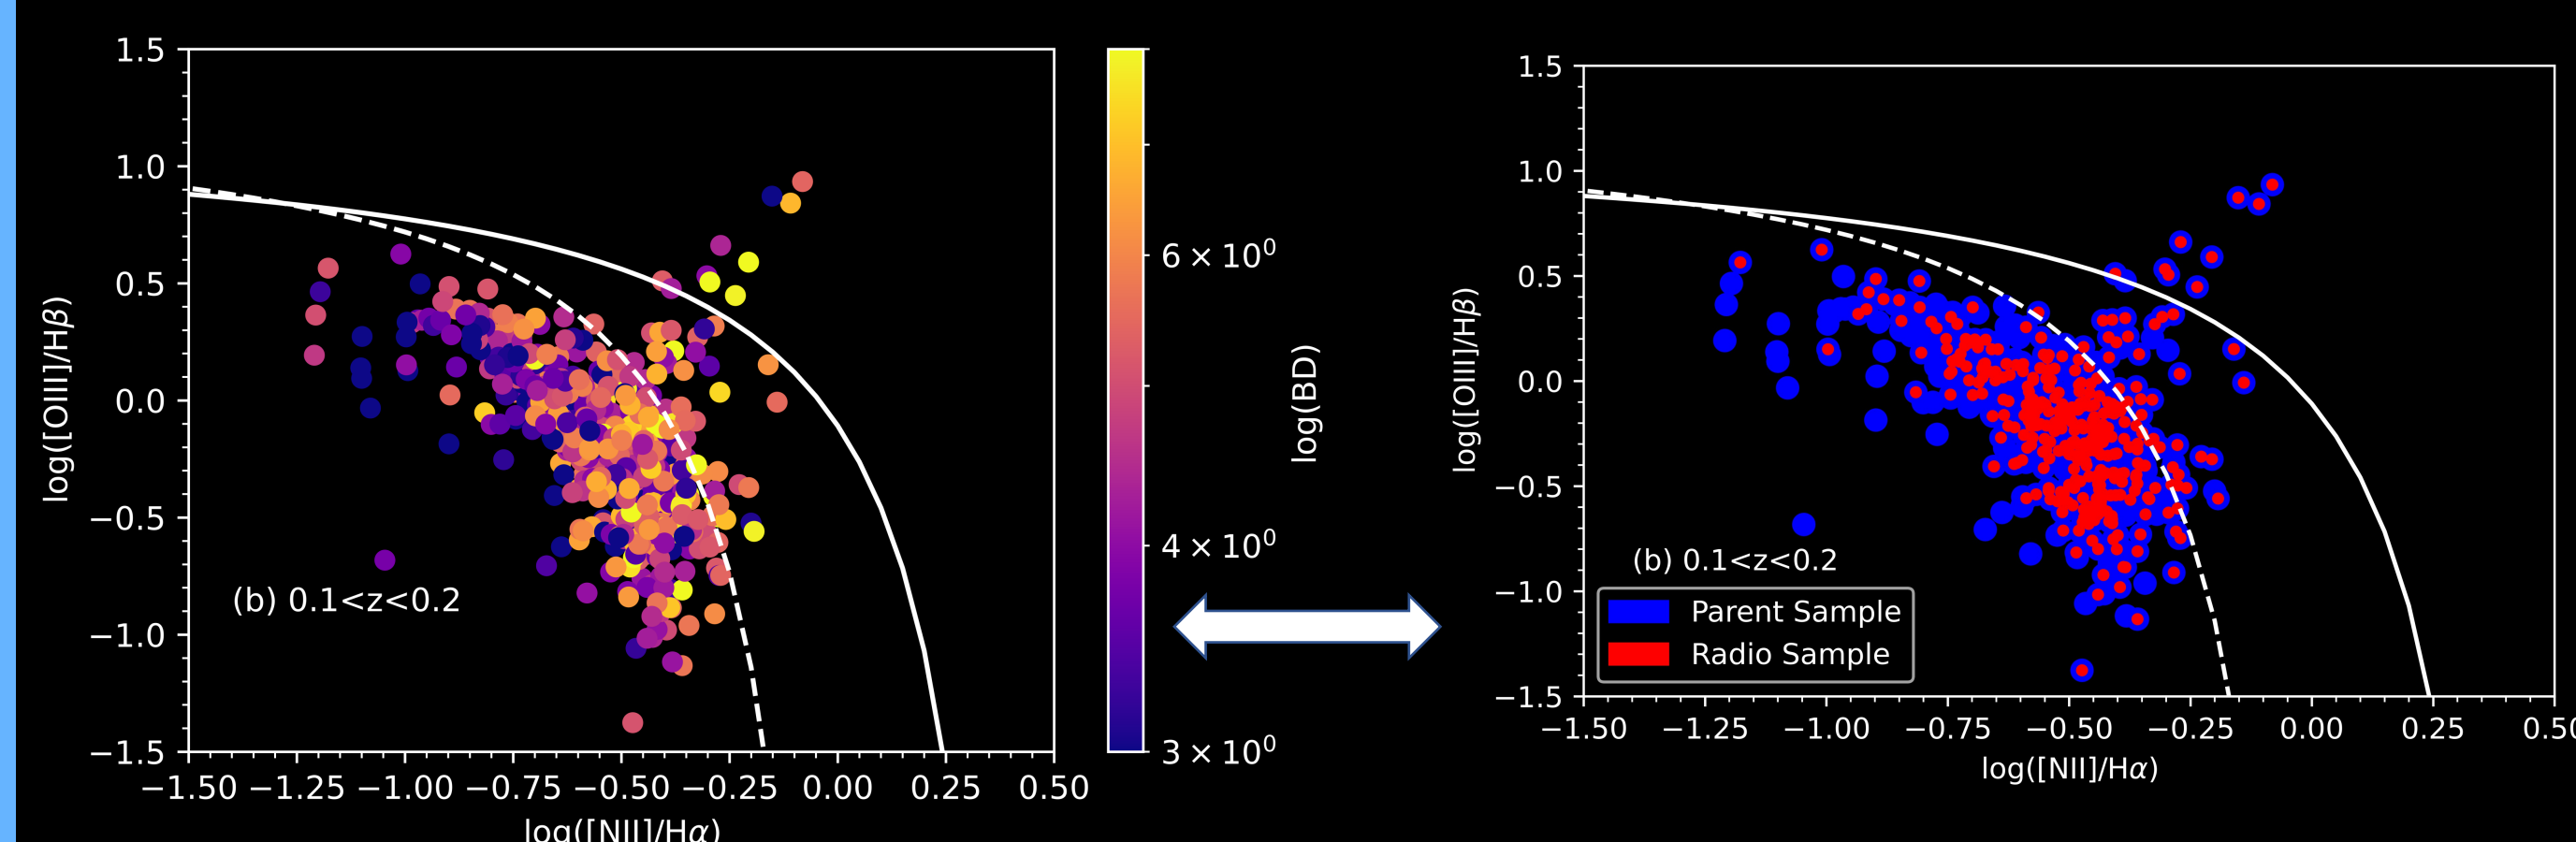 1.5
1.0
0.5
0.0
−0.5
−1.0
−1.5
log([OIII]/Hβ)
(b) 0.1<z<0.2
−1.50 −1.25 −1.00 −0.75 −0.50 −0.25 0.00 0.25 0.50
log([NII]/Hα)
6 × 10⁰
4 × 10⁰
3 × 10⁰
log(BD)
1.5
1.0
0.5
0.0
−0.5
−1.0
−1.5
log([OIII]/Hβ)
(b) 0.1<z<0.2
Parent Sample
Radio Sample
−1.50 −1.25 −1.00 −0.75 −0.50 −0.25 0.00 0.25 0.50
log([NII]/Hα)